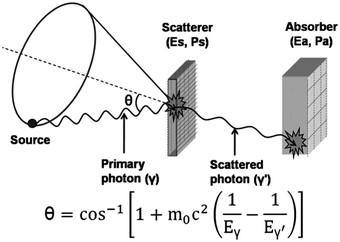 Scatterer
(Es, Ps)
Absorber
(Ea, Pa)
θ
Source
Primary
photon (γ)
Scattered
photon (γ')
θ = cos⁻¹ [1 + m₀c² (1/Eγ − 1/Eγ′)]